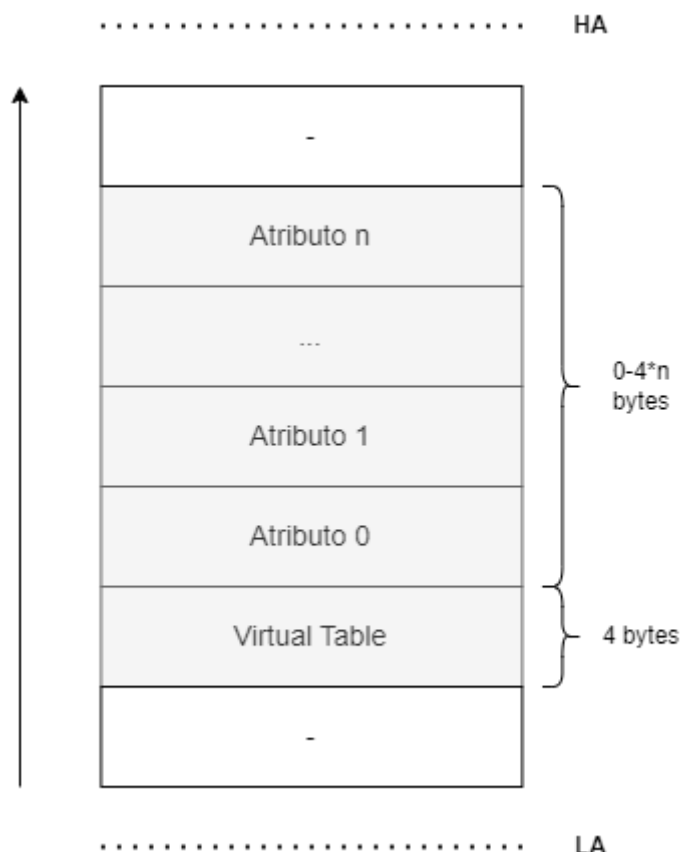 HA
-
Atributo n
...
Atributo 1
Atributo 0
Virtual Table
-
0-4*n
bytes
4 bytes
LA